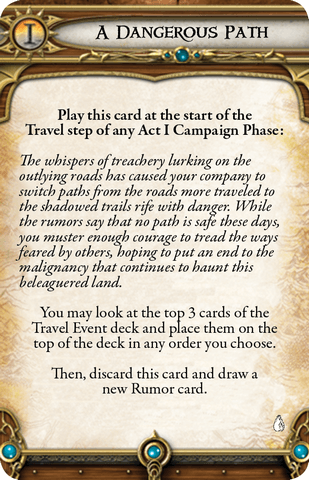 I
A Dangerous Path
Play this card at the start of the
Travel step of any Act I Campaign Phase:
The whispers of treachery lurking on the
outlying roads has caused your company to
switch paths from the roads more traveled to
the shadowed trails rife with danger. While
the rumors say that no path is safe these days,
you muster enough courage to tread the ways
feared by others, hoping to put an end to the
malignancy that continues to haunt this
beleaguered land.
You may look at the top 3 cards of the
Travel Event deck and place them on the
top of the deck in any order you choose.
Then, discard this card and draw a
new Rumor card.